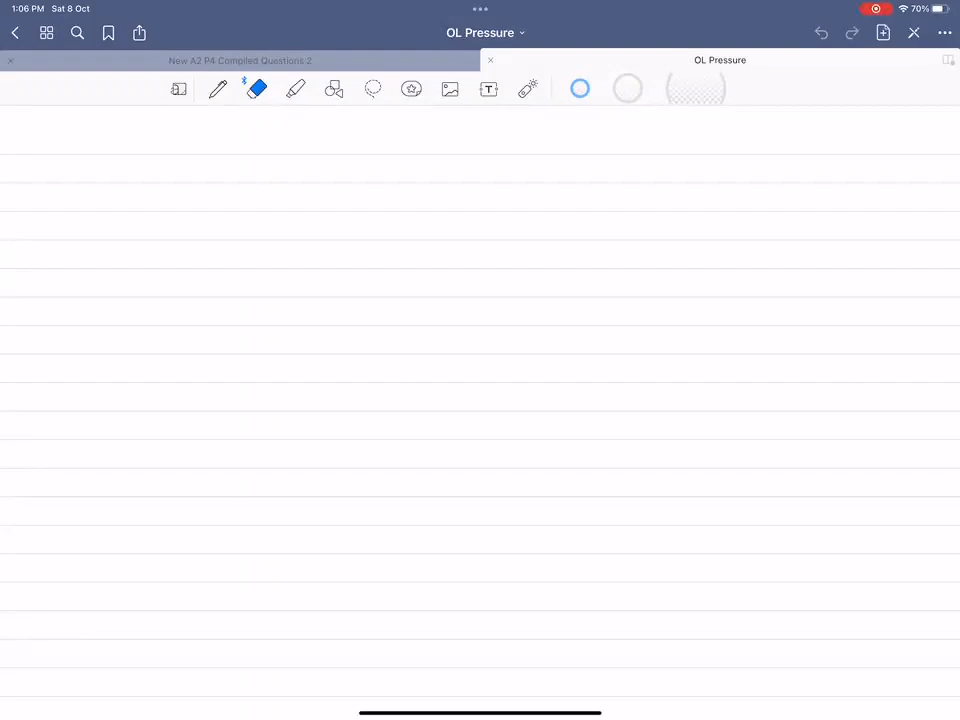 1:06 PM Sat 8 Oct
70%
OL Pressure
New A2 P4 Compiled Questions 2
OL Pressure
T